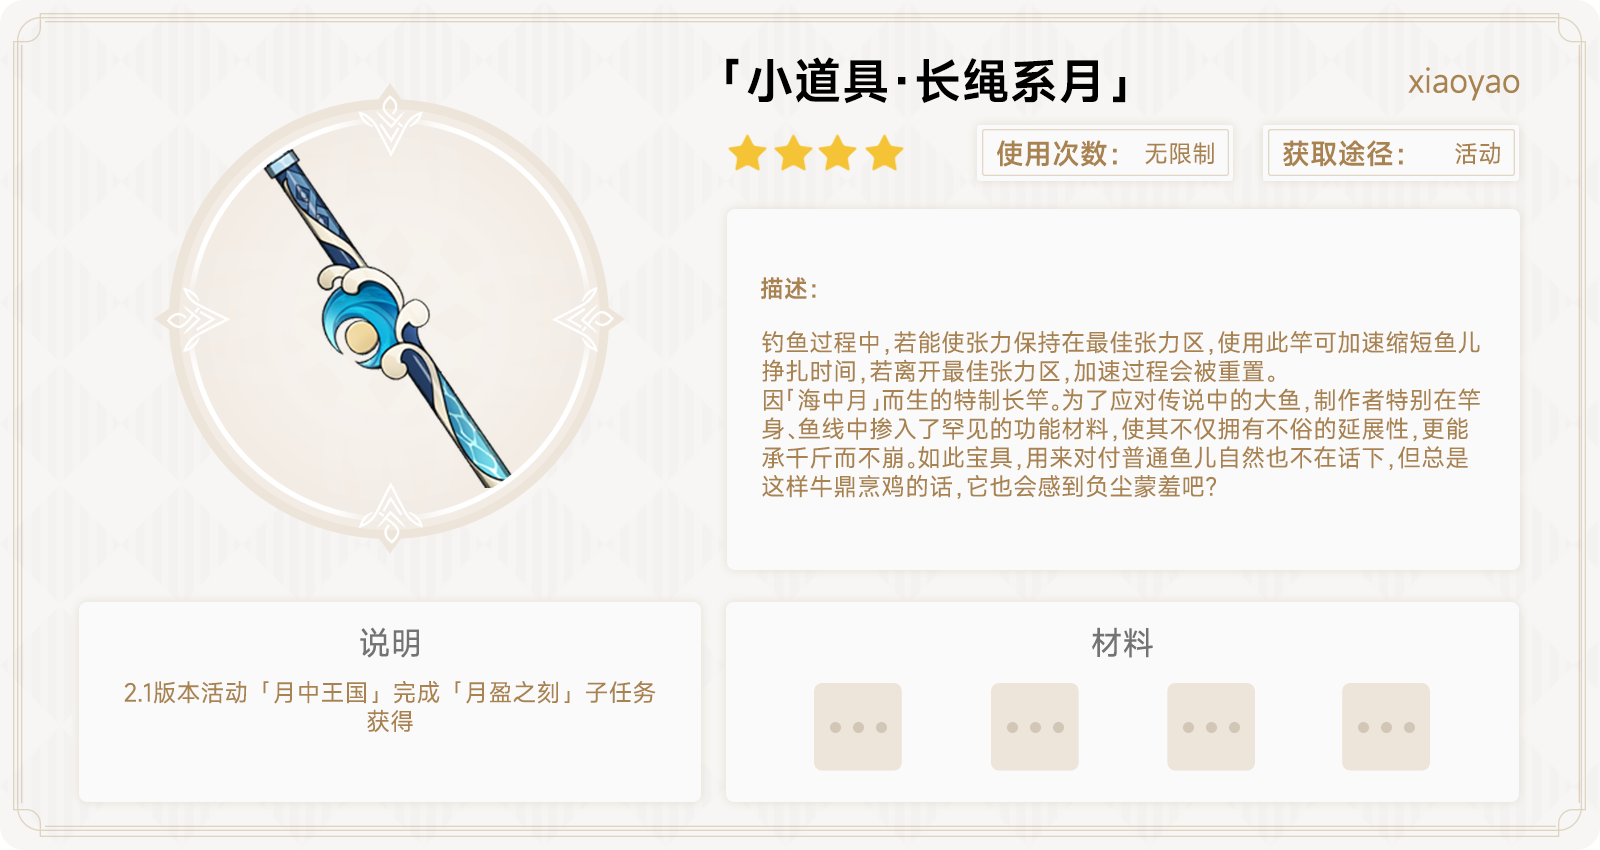 「小道具·长绳系月」
xiaoyao
使用次数： 无限制
获取途径： 活动
描述：
钓鱼过程中，若能使张力保持在最佳张力区，使用此竿可加速缩短鱼儿
挣扎时间，若离开最佳张力区，加速过程会被重置。
因「海中月」而生的特制长竿。为了应对传说中的大鱼，制作者特别在竿
身、鱼线中掺入了罕见的功能材料，使其不仅拥有不俗的延展性，更能
承千斤而不崩。如此宝具，用来对付普通鱼儿自然也不在话下，但总是
这样牛鼎烹鸡的话，它也会感到负尘蒙羞吧？
说明
2.1版本活动「月中王国」完成「月盈之刻」子任务
获得
材料